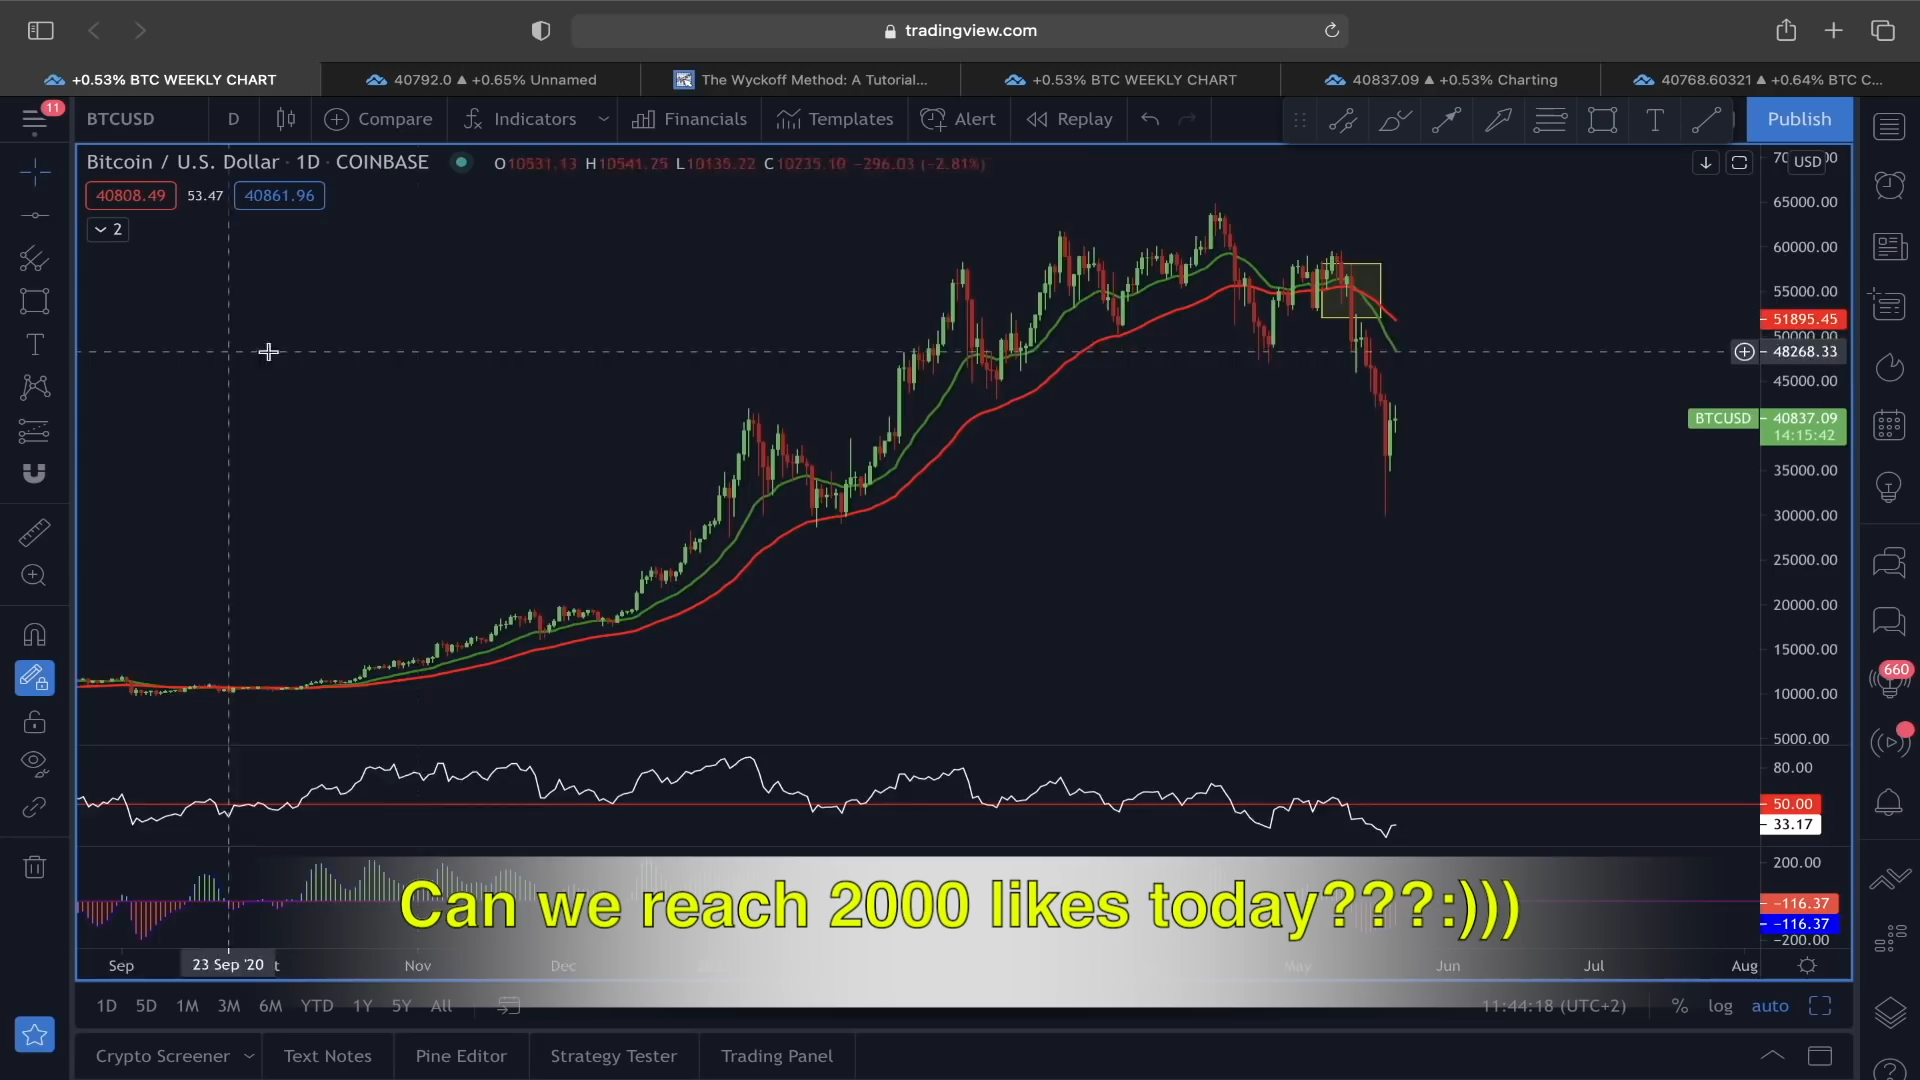 tradingview.com
+0.53% BTC WEEKLY CHART
40792.0 ▲ +0.65% Unnamed
The Wyckoff Method: A Tutorial...
+0.53% BTC WEEKLY CHART
40837.09 ▲ +0.53% Charting
40768.60321 ▲ +0.64% BTC C...
11
BTCUSD
D
Compare
Indicators
Financials
Templates
Alert
Replay
Publish
Bitcoin / U.S. Dollar · 1D · COINBASE
O10531.13 H10541.25 L10135.22 C10235.10 −296.03 (−2.81%)
USD
40808.49
53.47
40861.96
2
65000.00
60000.00
55000.00
51895.45
50000.00
48268.33
45000.00
BTCUSD
40837.09
14:15:42
35000.00
30000.00
25000.00
20000.00
15000.00
10000.00
5000.00
80.00
50.00
33.17
200.00
−116.37
−116.37
−200.00
660
Can we reach 2000 likes today???:)))
Sep
23 Sep '20
Nov
Dec
May
Jun
Jul
Aug
1D
5D
1M
3M
6M
YTD
1Y
5Y
All
11:44:18 (UTC+2)
%
log
auto
Crypto Screener
Text Notes
Pine Editor
Strategy Tester
Trading Panel